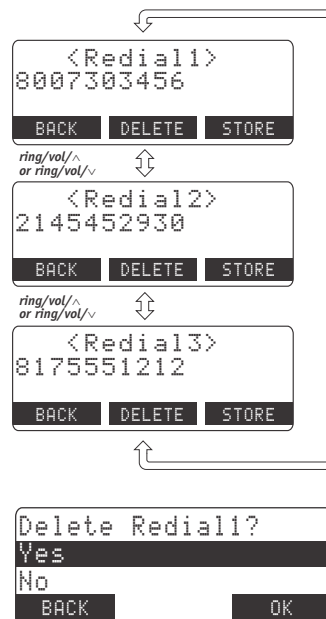 <Redial1>
8007303456
BACK DELETE STORE
ring/vol/∧
or ring/vol/∨
<Redial2>
2145452930
BACK DELETE STORE
ring/vol/∧
or ring/vol/∨
<Redial3>
8175551212
BACK DELETE STORE
Delete Redial1?
Yes
No
BACK OK